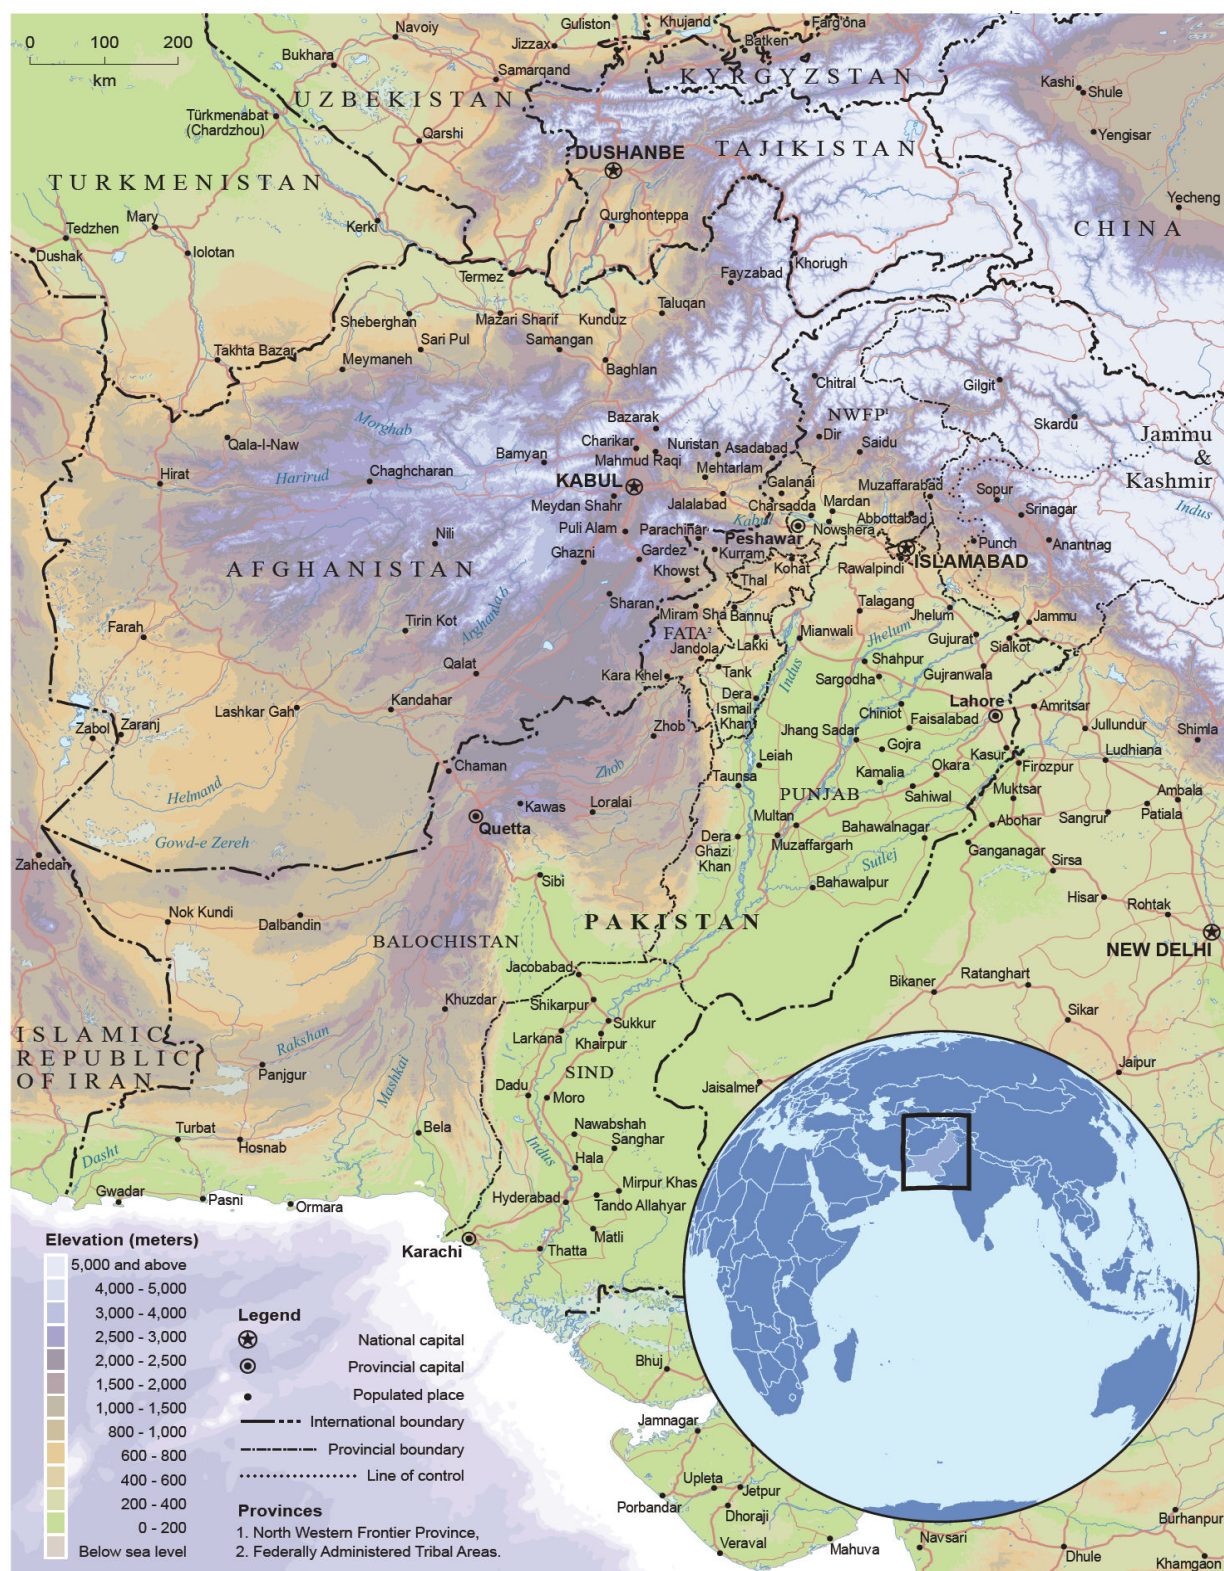 Navoiy
Guliston
Khujand
Farg'ona
0 100 200
km
Bukhara
Jizzax
Batken
Samarqand
KYRGYZSTAN
Kashi
Shule
UZBEKISTAN
Türkmenabat
(Chardzhou)
Qarshi
Yengisar
DUSHANBE
TAJIKISTAN
TURKMENISTAN
Yecheng
Mary
Tedzhen
Kerki
Qurghonteppa
CHINA
Dushak
Iolotan
Termez
Khorugh
Fayzabad
Taluqan
Sheberghan
Mazari Sharif
Kunduz
Sari Pul
Samangan
Takhta Bazar
Meymaneh
Baghlan
Chitral
Gilgit
Bazarak
NWFP¹
Skardu
Morghab
Charikar
Nuristan
Asadabad
Dir
Saidu
Jammu
&
Kashmir
Qala-I-Naw
Bamyan
Mahmud Raqi
Mehtarlam
Hirat
Harirud
Chaghcharan
KABUL
Galanai
Muzaffarabad
Sopur
Meydan Shahr
Jalalabad
Charsadda
Mardan
Abbottabad
Srinagar
Indus
Puli Alam
Parachinar
Kabul
Peshawar
Nowshera
Nili
Ghazni
Gardez
Kurram
Kohat
Rawalpindi
ISLAMABAD
Punch
Anantnag
AFGHANISTAN
Khowst
Thal
Sharan
Miram Sha
Bannu
Talagang
Jhelum
Jammu
Farah
Tirin Kot
Arghandab
FATA²
Jandola
Lakki
Mianwali
Jhelum
Gujurat
Sialkot
Qalat
Kara Khel
Tank
Indus
Shahpur
Sargodha
Gujranwala
Lashkar Gah
Kandahar
Dera
Ismail
Khan
Chiniot
Lahore
Amritsar
Zabol
Zaranj
Zhob
Jhang Sadar
Faisalabad
Jullundur
Shimla
Gojra
Kasur
Chaman
Zhob
Leiah
Taunsa
Kamalia
Okara
Firozpur
Ludhiana
Helmand
Kawas
Loralai
PUNJAB
Sahiwal
Muktsar
Ambala
Quetta
Multan
Bahawalnagar
Abohar
Sangrur
Patiala
Gowd-e Zereh
Dera
Ghazi
Khan
Muzaffargarh
Ganganagar
Zahedan
Sutlej
Sirsa
Sibi
Bahawalpur
Hisar
Rohtak
Nok Kundi
Dalbandin
PAKISTAN
BALOCHISTAN
NEW DELHI
Jacobabad
Bikaner
Ratanghart
Khuzdar
Shikarpur
Sukkur
Sikar
ISLAMIC
REPUBLIC
OF IRAN
Rakshan
Larkana
Khairpur
Panjgur
SIND
Jaipur
Mashkai
Dadu
Moro
Jaisalmer
Turbat
Bela
Nawabshah
Hosnab
Sanghar
Dasht
Indus
Hala
Gwadar
Pasni
Ormara
Hyderabad
Mirpur Khas
Tando Allahyar
Matli
Karachi
Thatta
Elevation (meters)
5,000 and above
4,000 - 5,000
3,000 - 4,000
2,500 - 3,000
2,000 - 2,500
1,500 - 2,000
1,000 - 1,500
800 - 1,000
600 - 800
400 - 600
200 - 400
0 - 200
Below sea level
Legend
National capital
Provincial capital
Populated place
International boundary
Provincial boundary
Line of control
Provinces
1. North Western Frontier Province,
2. Federally Administered Tribal Areas.
Bhuj
Jamnagar
Upleta
Jetpur
Porbandar
Dhoraji
Veraval
Mahuva
Navsari
Burhanpur
Dhule
Khamgaon